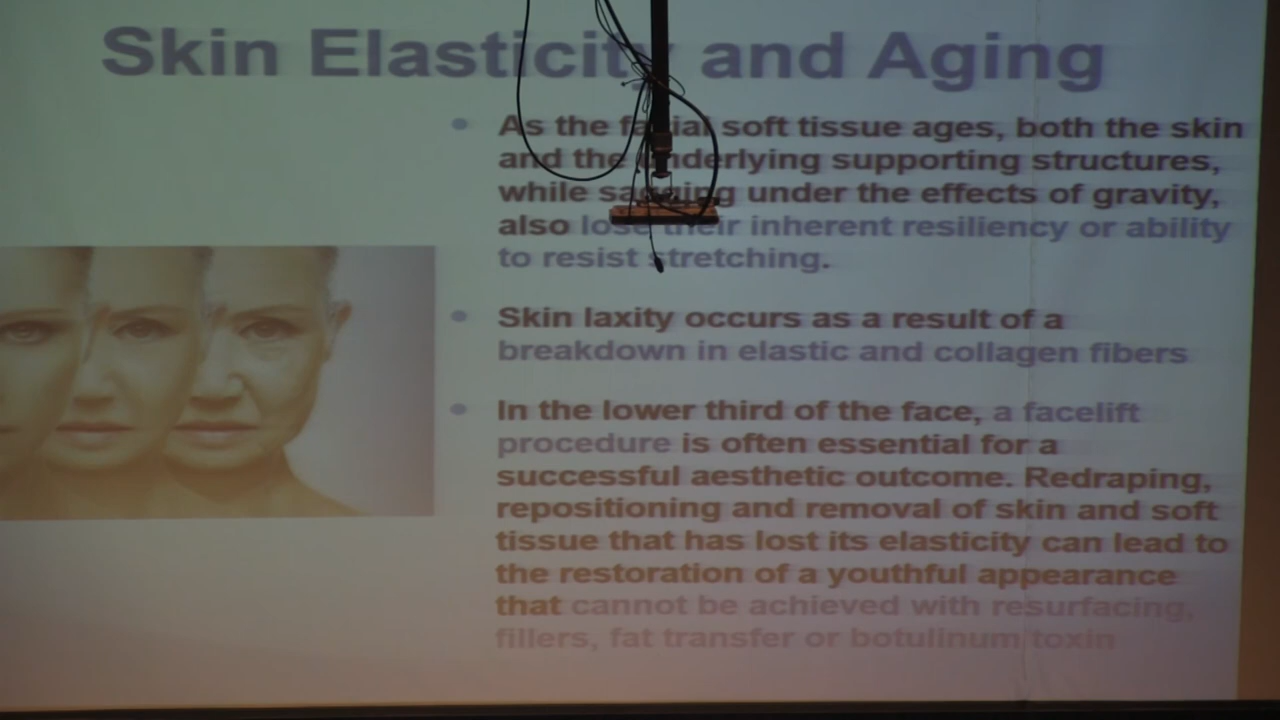 Skin Elasticity and Aging
• As the facial soft tissue ages, both the skin
and the underlying supporting structures,
while sagging under the effects of gravity,
also lose their inherent resiliency or ability
to resist stretching.
• Skin laxity occurs as a result of a
breakdown in elastic and collagen fibers
• In the lower third of the face, a facelift
procedure is often essential for a
successful aesthetic outcome. Redraping,
repositioning and removal of skin and soft
tissue that has lost its elasticity can lead to
the restoration of a youthful appearance
that cannot be achieved with resurfacing,
fillers, fat transfer or botulinum toxin